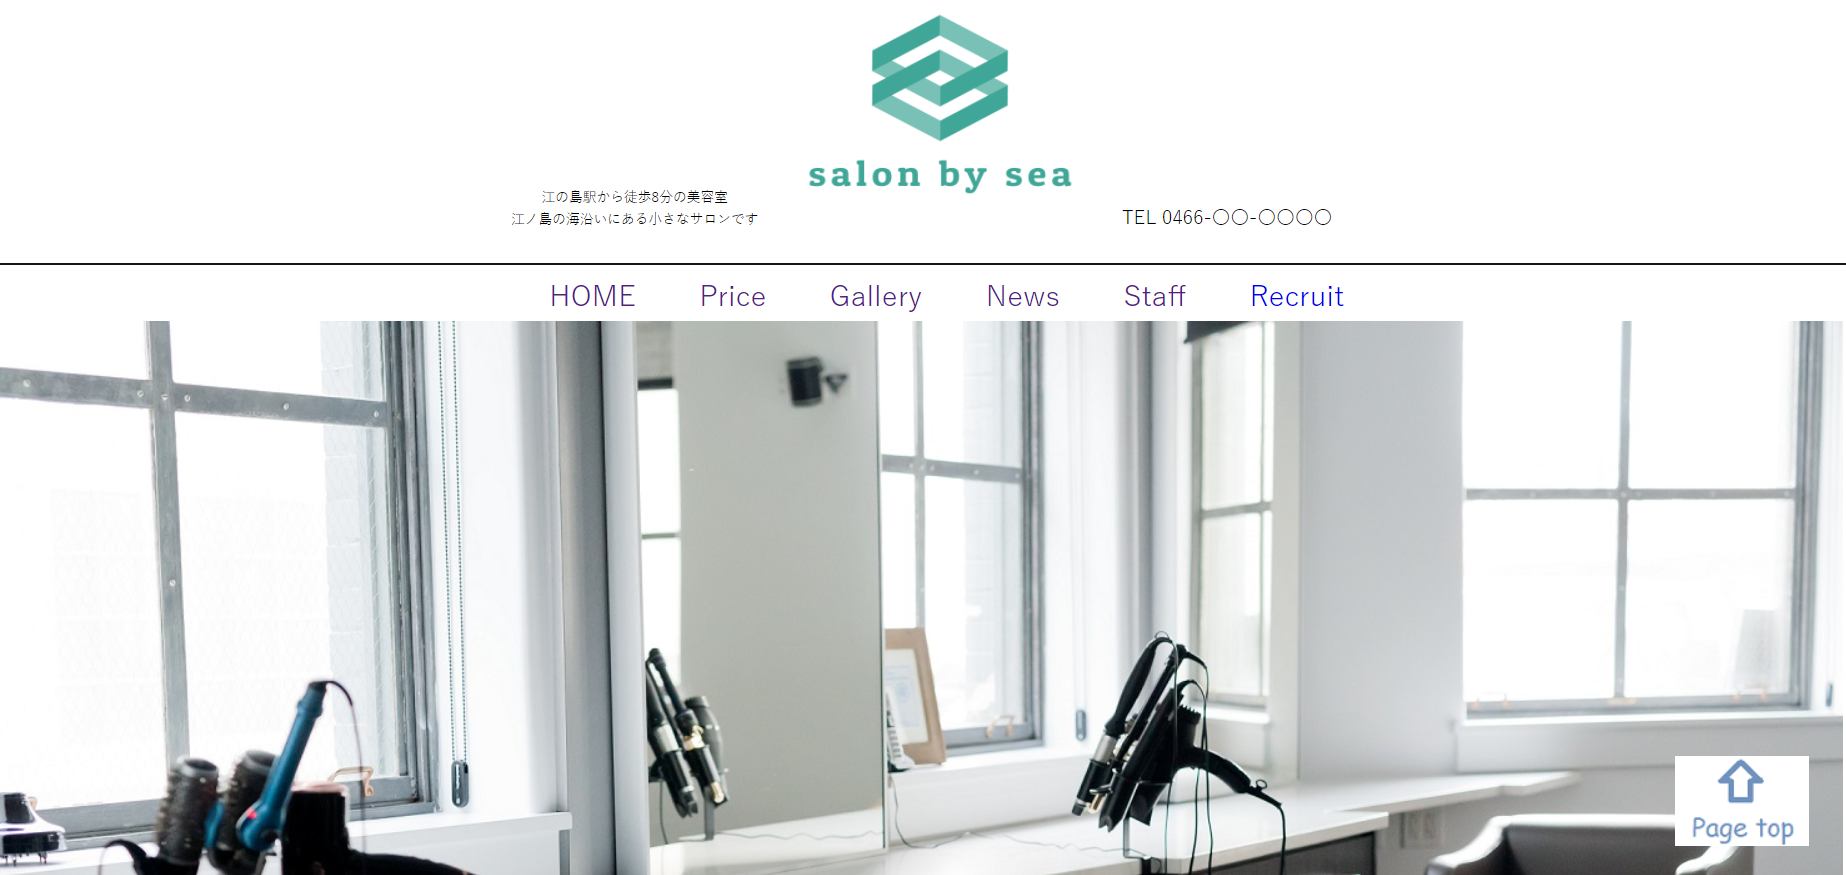 salon by sea
江の島駅から徒歩8分の美容室
江ノ島の海沿いにある小さなサロンです
TEL 0466-〇〇-〇〇〇〇
HOME Price Gallery News Staff Recruit
Page top